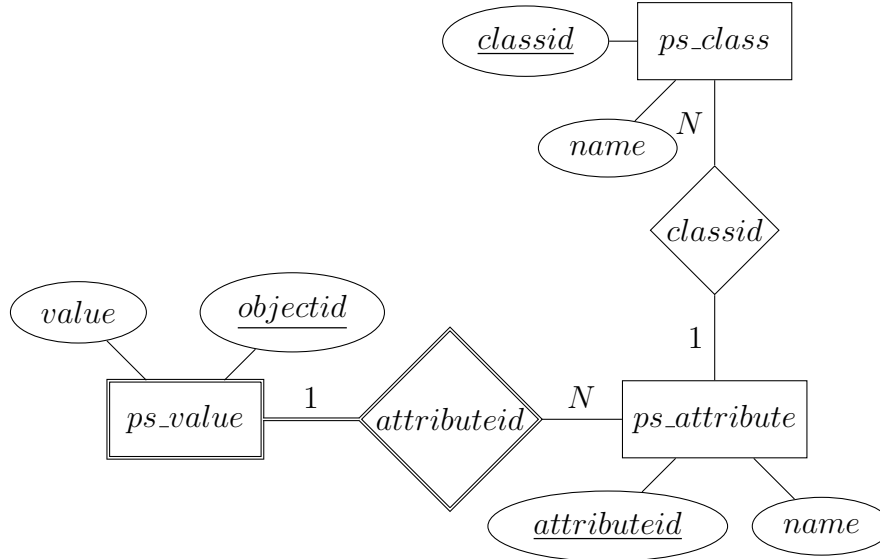 classid
ps_class
N
name
classid
value
objectid
1
1
ps_value
attributeid
N
ps_attribute
attributeid
name